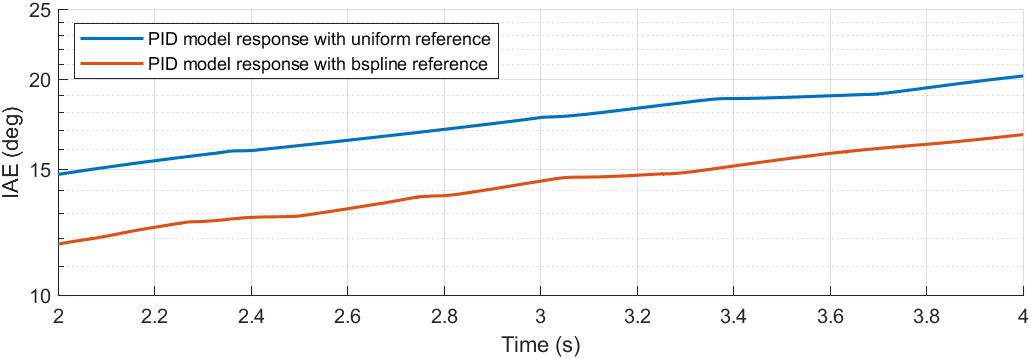 25
20
15
10
IAE (deg)
PID model response with uniform reference
PID model response with bspline reference
2 2.2 2.4 2.6 2.8 3 3.2 3.4 3.6 3.8 4
Time (s)